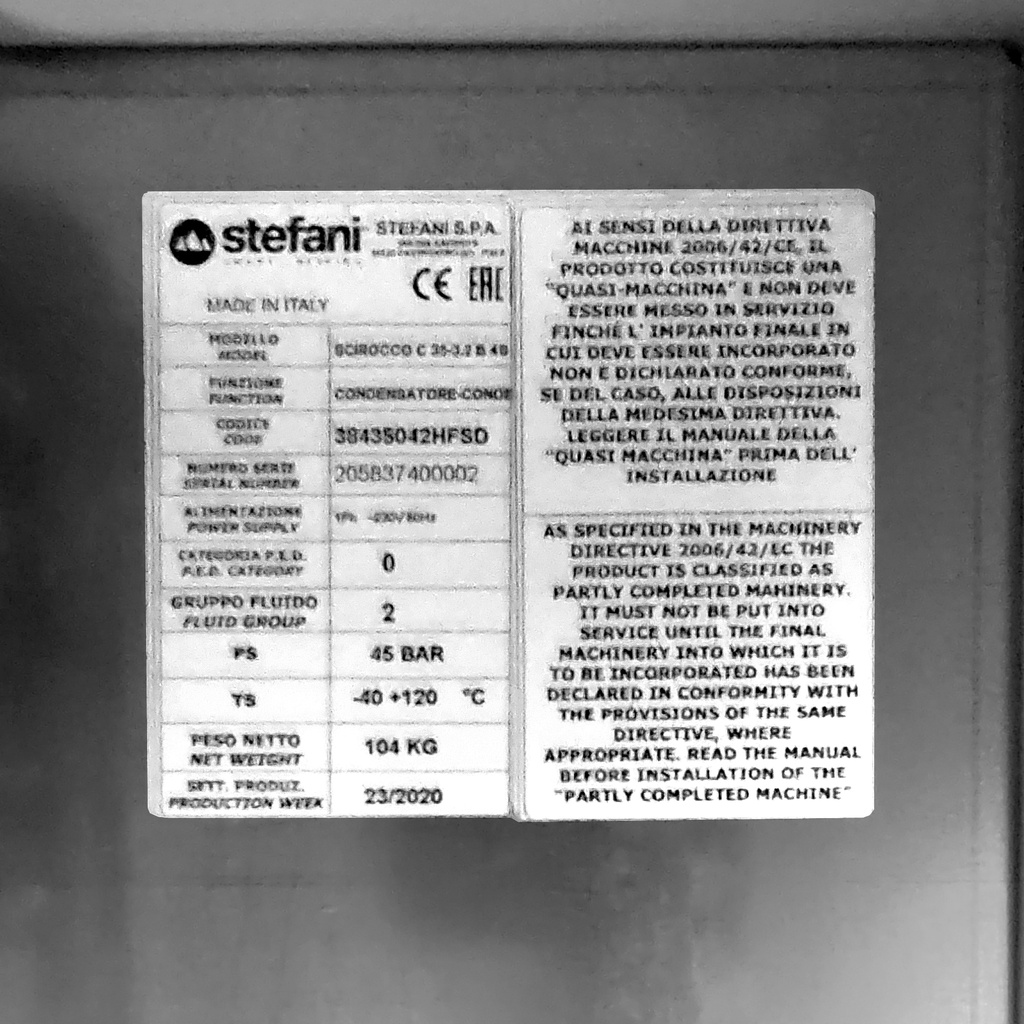 stefani
STEFANI S.P.A.
CE EAC
MADE IN ITALY
MODELLO
MODEL
SCIROCCO C
FUNZIONE
FUNCTION
CONDENSATORE-CONDE
CODICE
CODE
38435042HFSD
NUMERO SERIE
SERIAL NUMBER
205837400002
ALIMENTAZIONE
POWER SUPPLY
CATEGORIA P.E.D.
P.E.D. CATEGORY
0
GRUPPO FLUIDO
FLUID GROUP
2
PS
45 BAR
TS
-40 +120 °C
PESO NETTO
NET WEIGHT
104 KG
SETT. PRODUZ.
PRODUCTION WEEK
23/2020
AI SENSI DELLA DIRETTIVA
MACCHINE 2006/42/CE, IL
PRODOTTO COSTITUISCE UNA
"QUASI-MACCHINA" E NON DEVE
ESSERE MESSO IN SERVIZIO
FINCHÉ L' IMPIANTO FINALE IN
CUI DEVE ESSERE INCORPORATO
NON E DICHIARATO CONFORME,
SE DEL CASO, ALLE DISPOSIZIONI
DELLA MEDESIMA DIRETTIVA.
LEGGERE IL MANUALE DELLA
"QUASI MACCHINA" PRIMA DELL'
INSTALLAZIONE
AS SPECIFIED IN THE MACHINERY
DIRECTIVE 2006/42/EC THE
PRODUCT IS CLASSIFIED AS
PARTLY COMPLETED MAHINERY.
IT MUST NOT BE PUT INTO
SERVICE UNTIL THE FINAL
MACHINERY INTO WHICH IT IS
TO BE INCORPORATED HAS BEEN
DECLARED IN CONFORMITY WITH
THE PROVISIONS OF THE SAME
DIRECTIVE, WHERE
APPROPRIATE. READ THE MANUAL
BEFORE INSTALLATION OF THE
"PARTLY COMPLETED MACHINE"